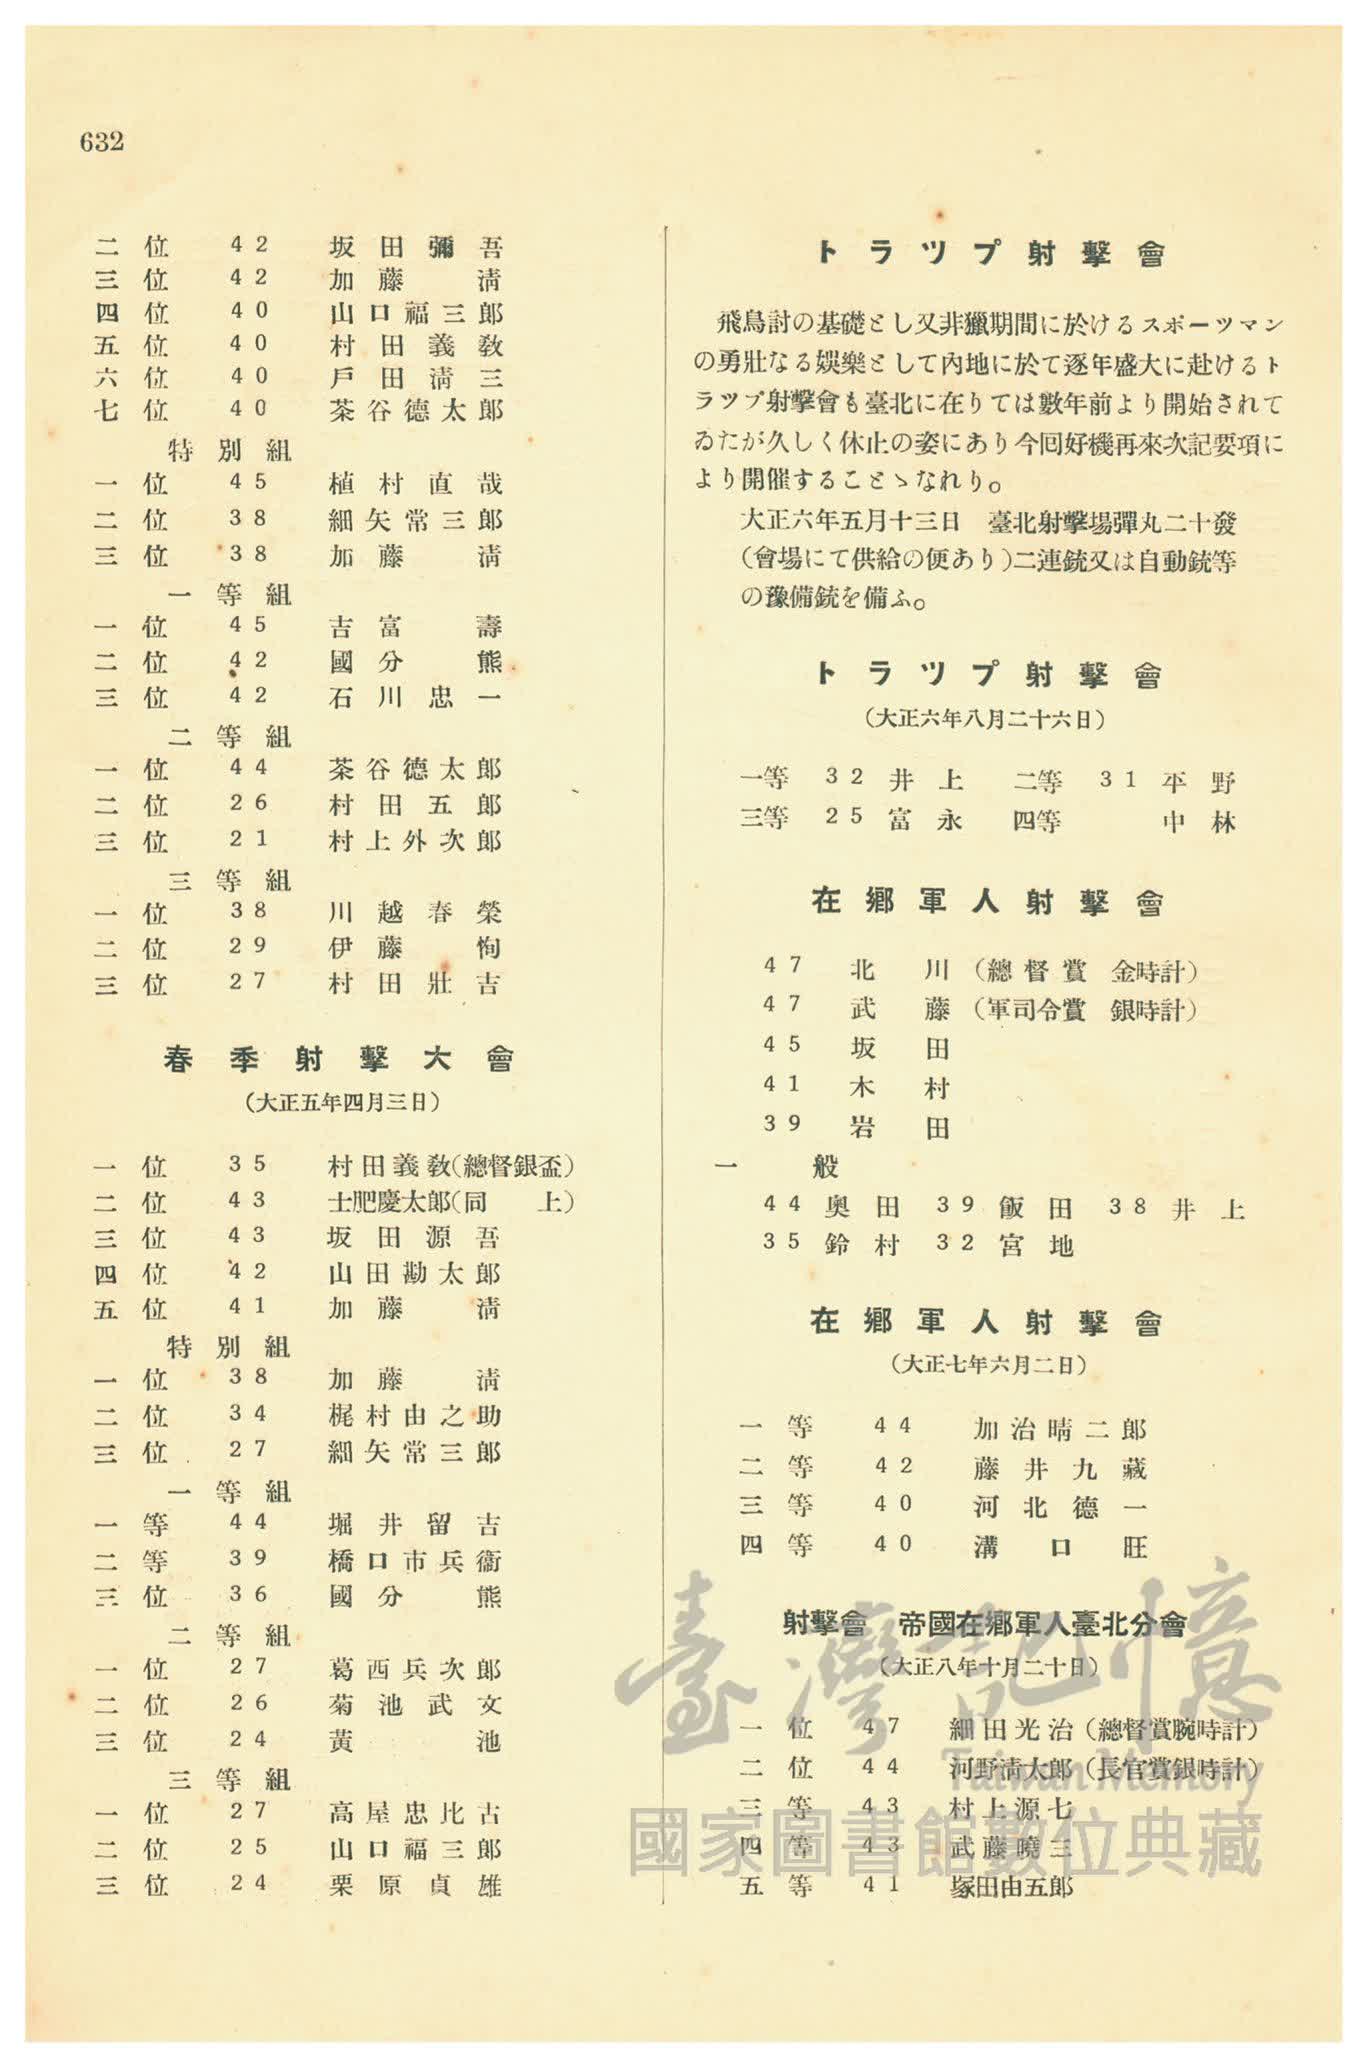 632
二位 42 坂田彌吾
三位 42 加藤淸
四位 40 山口福三郎
五位 40 村田義敎
六位 40 戶田淸三
七位 40 茶谷德太郎
特別組
一位 45 植村直哉
二位 38 細矢常三郎
三位 38 加藤淸
一等組
一位 45 吉富壽
二位 42 國分熊
三位 42 石川忠一
二等組
一位 44 茶谷德太郎
二位 26 村田五郎
三位 21 村上外次郎
三等組
一位 38 川越春榮
二位 29 伊藤恂
三位 27 村田壯吉
春季射擊大會
（大正五年四月三日）
一位 35 村田義敎（總督銀盃）
二位 43 士肥慶太郎（同　上）
三位 43 坂田源吾
四位 42 山田勘太郎
五位 41 加藤淸
特別組
一位 38 加藤淸
二位 34 梶村由之助
三位 27 細矢常三郎
一等組
一等 44 堀井留吉
二等 39 橋口市兵衞
三位 36 國分熊
二等組
一位 27 葛西兵次郎
二位 26 菊池武文
三位 24 黃池
三等組
一位 27 高屋忠比古
二位 25 山口福三郎
三位 24 栗原貞雄
トラツプ射擊會
飛鳥討の基礎とし又非獵期間に於けるスポーツマン
の勇壯なる娯樂として內地に於て逐年盛大に赴けるト
ラツプ射擊會も臺北に在りては數年前より開始されて
ゐたが久しく休止の姿にあり今囘好機再來次記要項に
より開催することゝなれり。
大正六年五月十三日　臺北射擊場彈丸二十發
（會場にて供給の便あり）二連銃又は自動銃等
の豫備銃を備ふ。
トラツプ射擊會
（大正六年八月二十六日）
一等 32 井上　二等 31 平野
三等 25 富永　四等 中林
在鄉軍人射擊會
47 北川（總督賞　金時計）
47 武藤（軍司令賞　銀時計）
45 坂田
41 木村
39 岩田
一般
44 奧田 39 飯田 38 井上
35 鈴村 32 宮地
在鄉軍人射擊會
（大正七年六月二日）
一等 44 加治晴二郎
二等 42 藤井九藏
三等 40 河北德一
四等 40 溝口旺
射擊會　帝國在鄉軍人臺北分會
（大正八年十月二十日）
一位 47 細田光治（總督賞腕時計）
二位 44 河野淸太郎（長官賞銀時計）
三等 43 村上源七
四等 43 武藤曉三
五等 41 塚田由五郎
臺灣記憶
Taiwan Memory
國家圖書館數位典藏